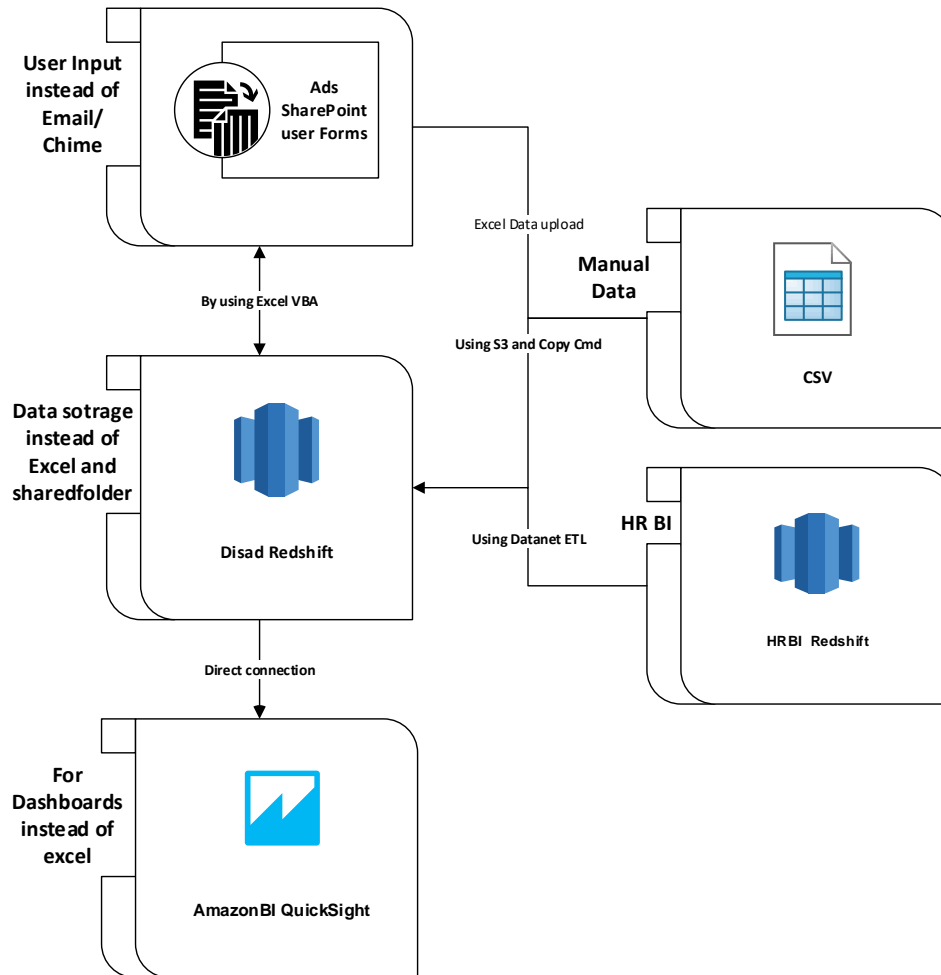 User Input
instead of
Email/
Chime
Ads
SharePoint
user Forms
Excel Data upload
Manual
Data
By using Excel VBA
Using S3 and Copy Cmd
CSV
Data sotrage
instead of
Excel and
sharedfolder
Disad Redshift
Using Datanet ETL
HR BI
HRBI Redshift
Direct connection
For
Dashboards
instead of
excel
AmazonBI QuickSight